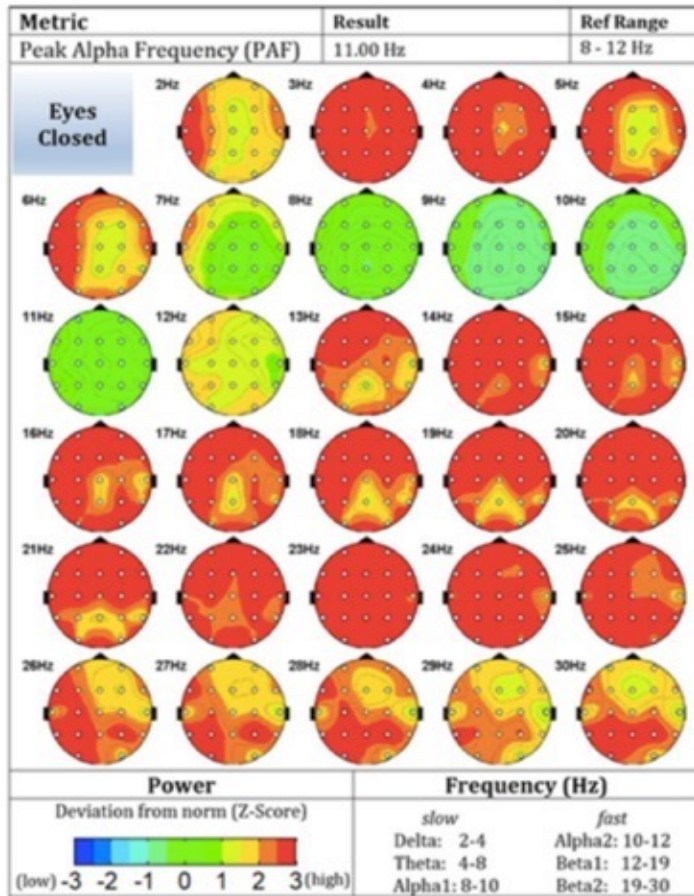 Metric Result Ref Range
Peak Alpha Frequency (PAF) 11.00 Hz 8 - 12 Hz
Eyes
Closed
2Hz 3Hz 4Hz 5Hz
6Hz 7Hz 8Hz 9Hz 10Hz
11Hz 12Hz 13Hz 14Hz 15Hz
16Hz 17Hz 18Hz 19Hz 20Hz
21Hz 22Hz 23Hz 24Hz 25Hz
26Hz 27Hz 28Hz 29Hz 30Hz
Power
Deviation from norm (Z-Score)
(low) -3 -2 -1 0 1 2 3 (high)
Frequency (Hz)
slow fast
Delta: 2-4 Alpha2: 10-12
Theta: 4-8 Beta1: 12-19
Alpha1: 8-10 Beta2: 19-30